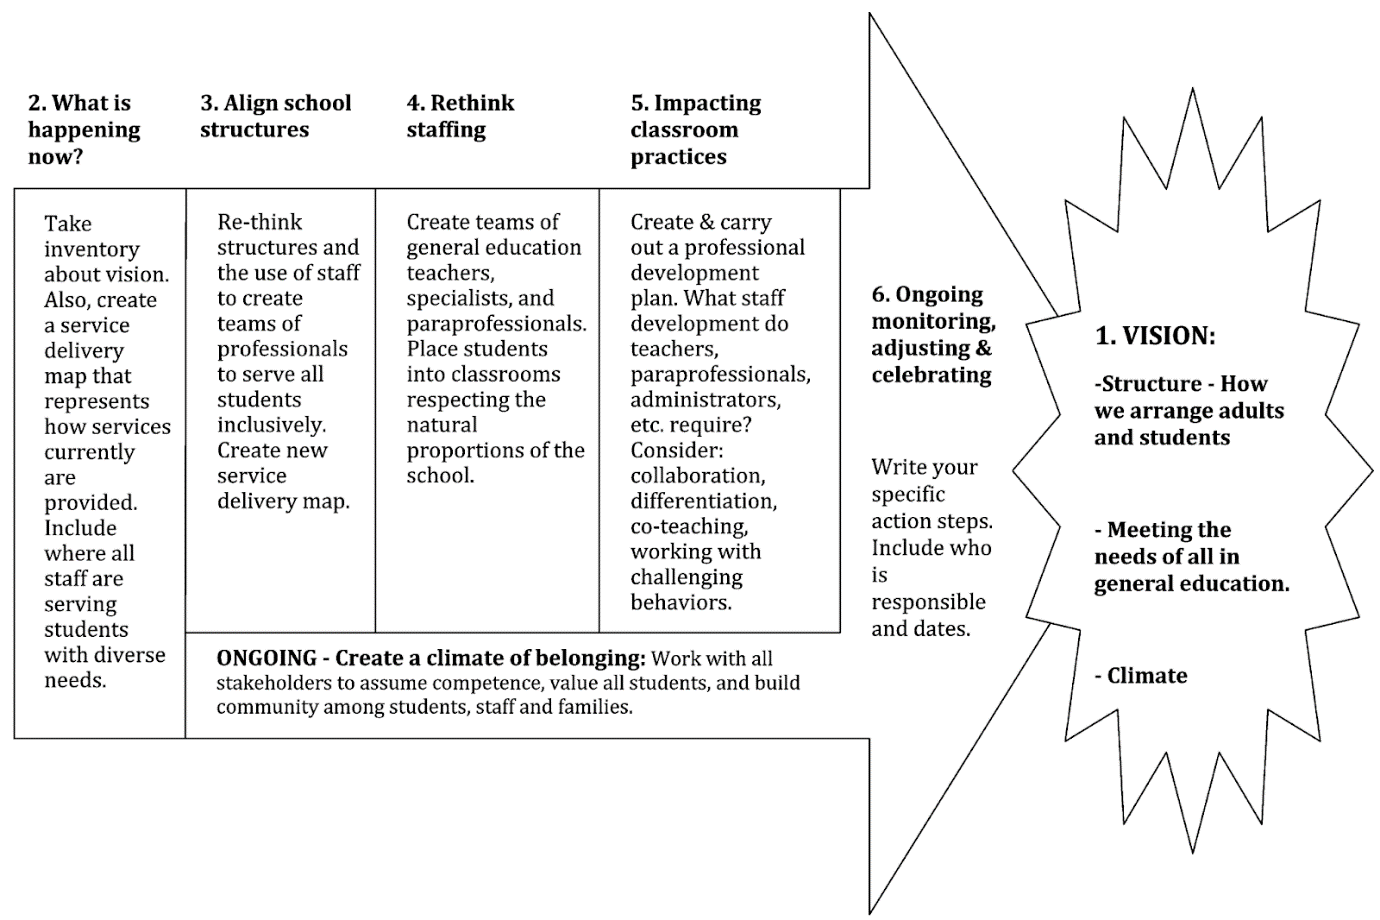 2. What is
happening
now?
Take
inventory
about vision.
Also, create
a service
delivery
map that
represents
how services
currently
are
provided.
Include
where all
staff are
serving
students
with diverse
needs.
3. Align school
structures
Re-think
structures and
the use of staff
to create
teams of
professionals
to serve all
students
inclusively.
Create new
service
delivery map.
4. Rethink
staffing
Create teams of
general education
teachers,
specialists, and
paraprofessionals.
Place students
into classrooms
respecting the
natural
proportions of the
school.
5. Impacting
classroom
practices
Create & carry
out a professional
development
plan. What staff
development do
teachers,
paraprofessionals,
administrators,
etc. require?
Consider:
collaboration,
differentiation,
co-teaching,
working with
challenging
behaviors.
ONGOING - Create a climate of belonging: Work with all
stakeholders to assume competence, value all students, and build
community among students, staff and families.
6. Ongoing
monitoring,
adjusting &
celebrating
Write your
specific
action steps.
Include who
is
responsible
and dates.
1. VISION:
-Structure - How
we arrange adults
and students
- Meeting the
needs of all in
general education.
- Climate